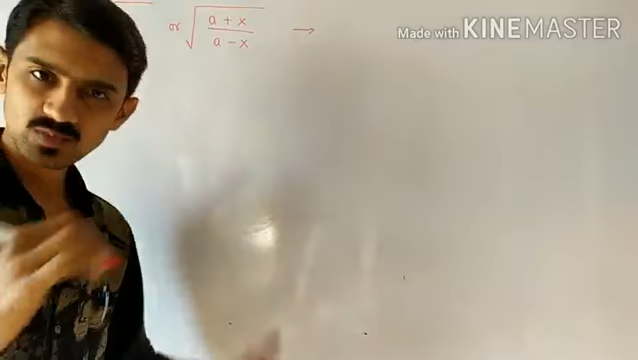 or √((a + x)/(a - x)) →
Made with KINEMASTER